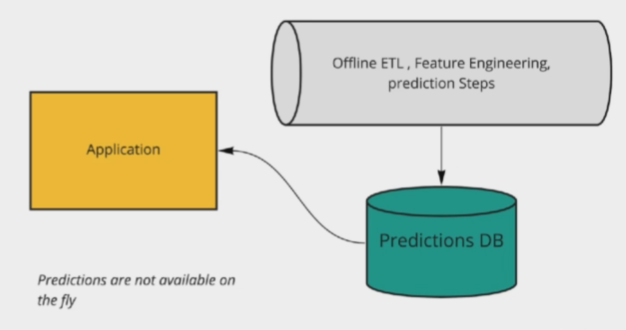 Offline ETL , Feature Engineering,
prediction Steps
Application
Predictions DB
Predictions are not available on
the fly